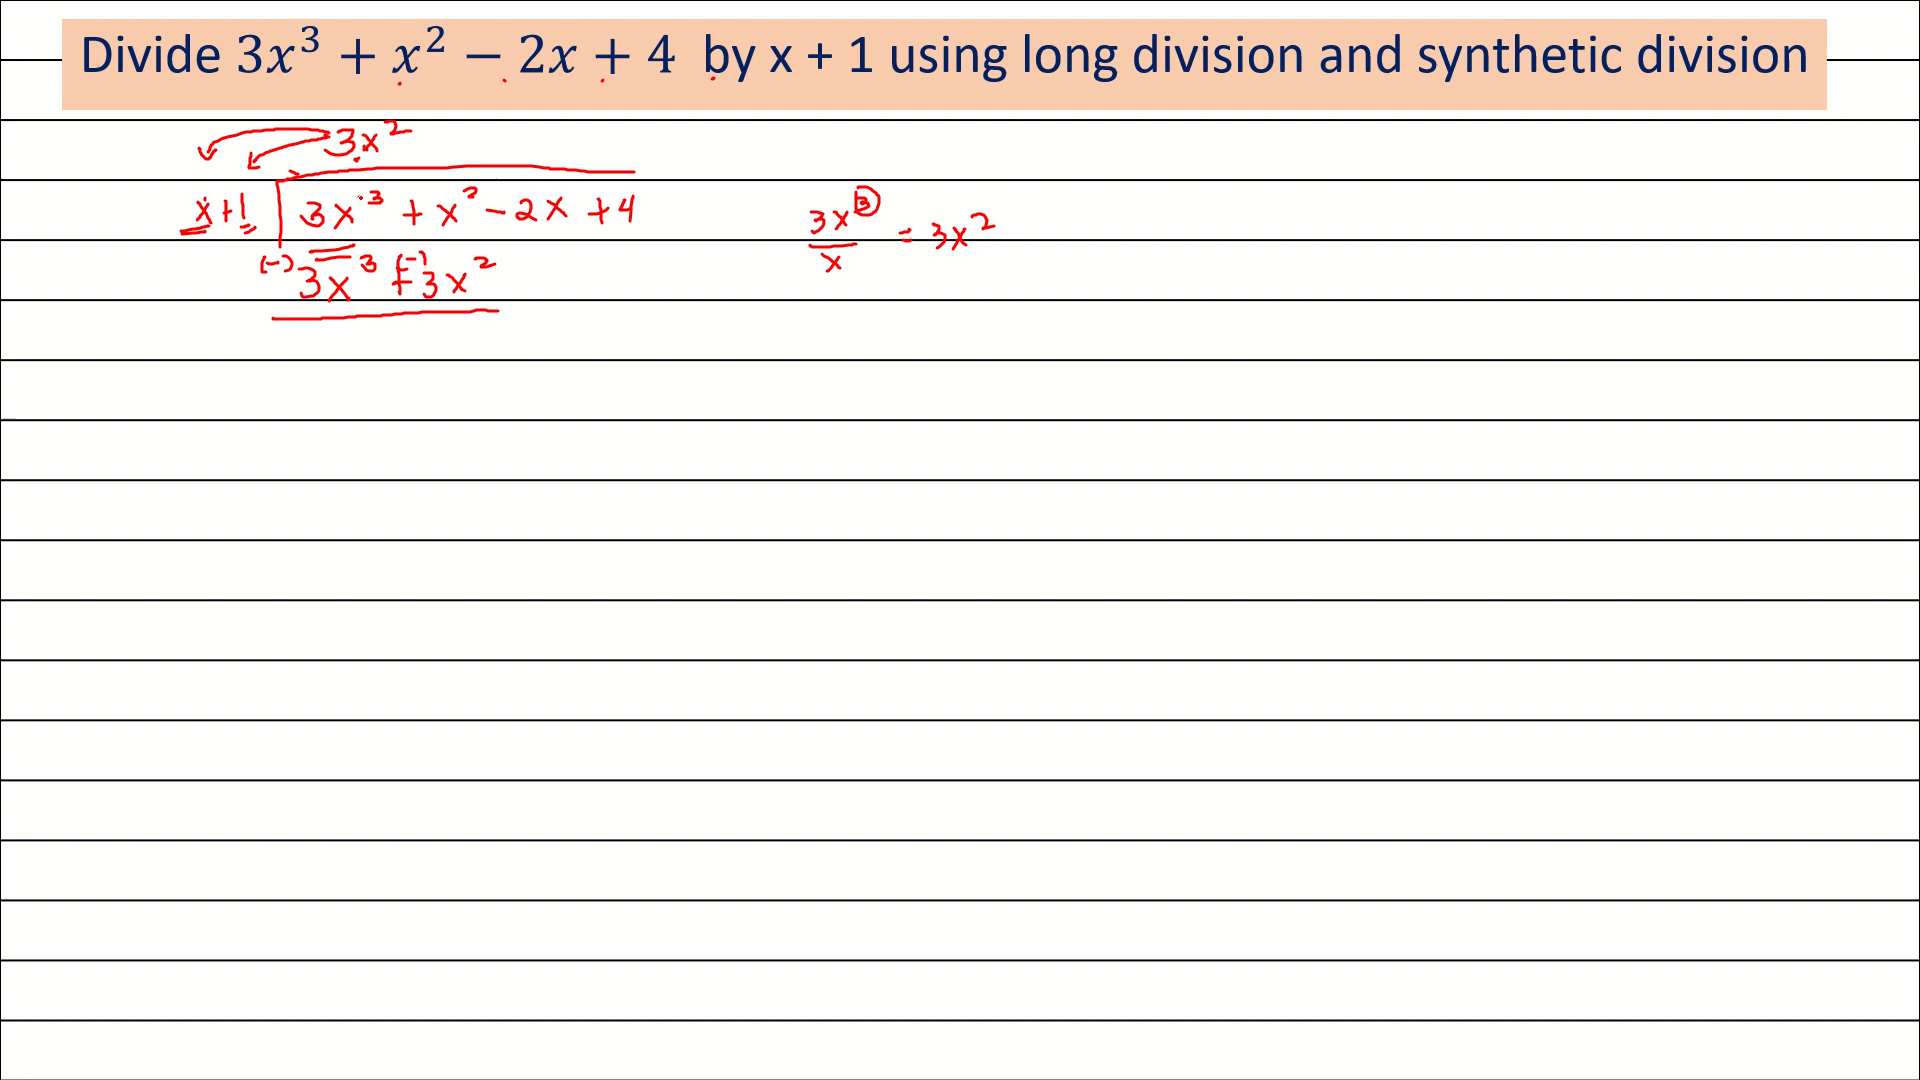 Divide 3x³ + x² − 2x + 4 by x + 1 using long division and synthetic division
3x²
x+1 3x³ + x² - 2x + 4
3x³/x = 3x²
(-) 3x³ + (-) 3x²